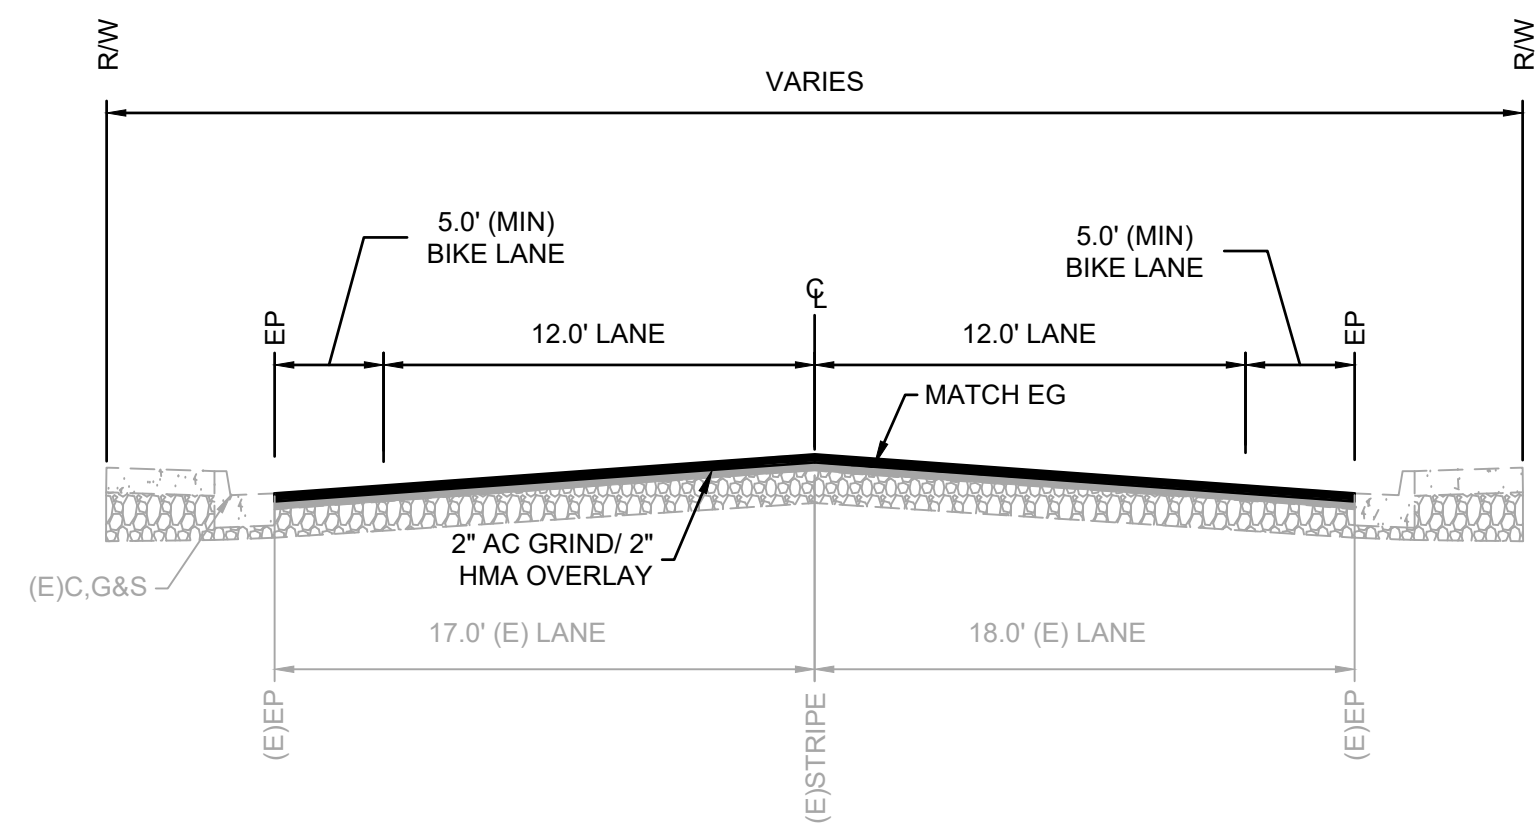 R/W
R/W
VARIES
5.0' (MIN)
BIKE LANE
5.0' (MIN)
BIKE LANE
EP
12.0' LANE
℄
12.0' LANE
EP
MATCH EG
2" AC GRIND/ 2"
HMA OVERLAY
(E)C,G&S
17.0' (E) LANE
18.0' (E) LANE
(E)EP
(E)STRIPE
(E)EP